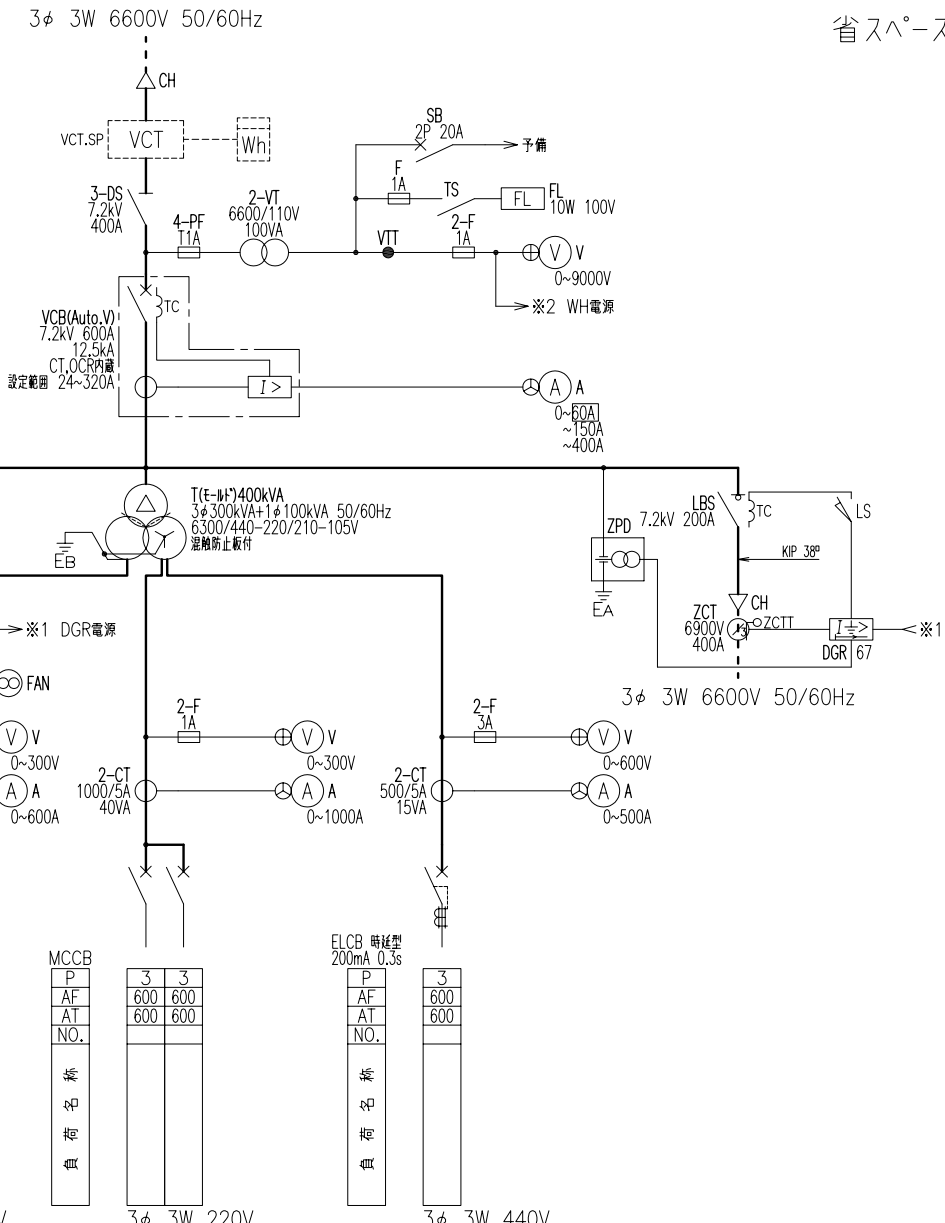 3φ 3W 6600V 50/60Hz
省スペース
CH
VCT.SP
VCT
Wh
SB
2P 20A
予備
F
1A
TS
FL
FL
10W 100V
3-DS
7.2kV
400A
4-PF
T1A
2-VT
6600/110V
100VA
VTT
2-F
1A
V
V
0~9000V
※2 WH電源
TC
VCB(Auto.V)
7.2kV 600A
12.5kA
CT,OCR内蔵
設定範囲 24~320A
I>
A
A
0~60A
~150A
~400A
T(モールド)400kVA
3φ300kVA+1φ100kVA 50/60Hz
6300/440-220/210-105V
混触防止板付
EB
ZPD
EA
LBS
7.2kV 200A
TC
LS
KIP 38□
CH
ZCT
6900V
400A
ZCTT
I>
DGR 67
※1
3φ 3W 6600V 50/60Hz
※1 DGR電源
FAN
V
V
0~300V
A
A
0~600A
2-F
1A
V
V
0~300V
2-CT
1000/5A
40VA
A
A
0~1000A
2-F
3A
V
V
0~600V
2-CT
500/5A
15VA
A
A
0~500A
MCCB
P 3 3
AF 600 600
AT 600 600
NO.
負荷名称
ELCB 時延型
200mA 0.3s
P 3
AF 600
AT 600
NO.
負荷名称
V
3φ 3W 220V
3φ 3W 440V